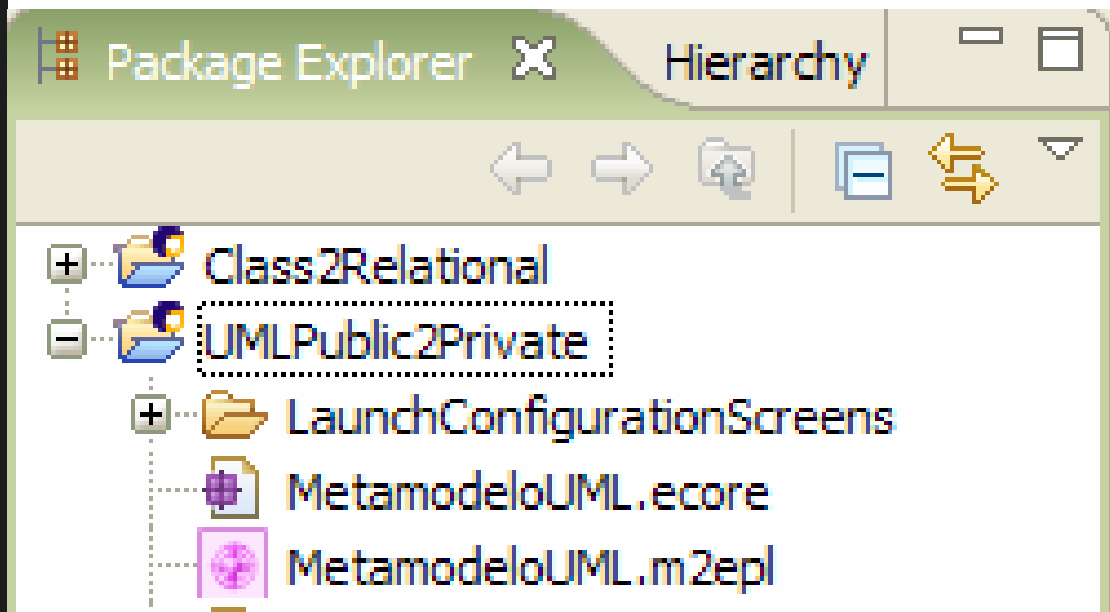 Package Explorer Hierarchy
Class2Relational
UMLPublic2Private
LaunchConfigurationScreens
MetamodeloUML.ecore
MetamodeloUML.m2epl